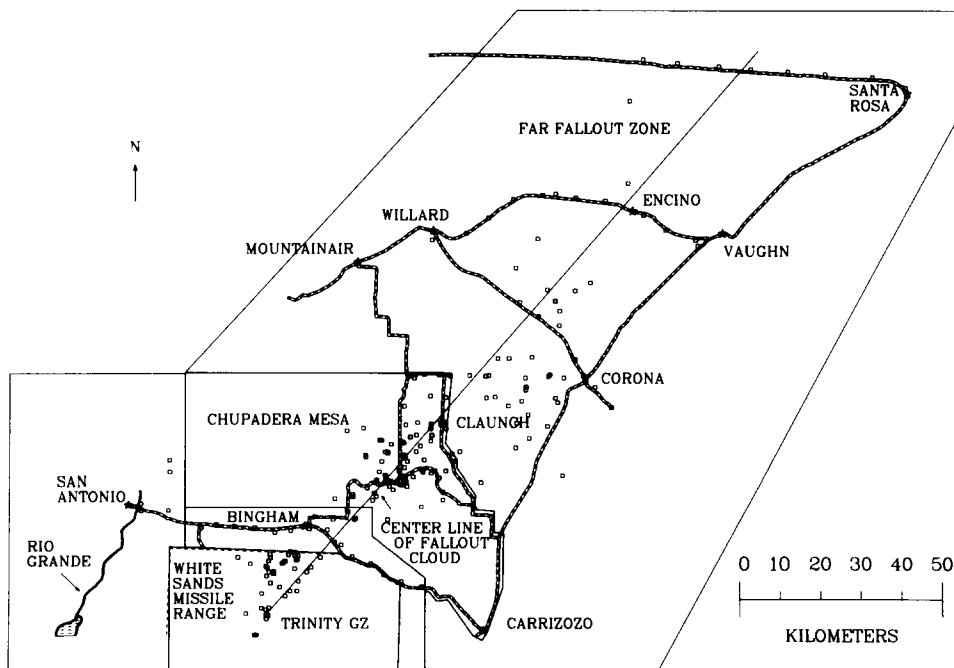 SANTA
ROSA
FAR FALLOUT ZONE
N
ENCINO
WILLARD
MOUNTAINAIR
VAUGHN
CORONA
CHUPADERA MESA
CLAUNCH
SAN
ANTONIO
BINGHAM
CENTER LINE
OF FALLOUT
CLOUD
RIO
GRANDE
WHITE
SANDS
MISSILE
RANGE
0 10 20 30 40 50
TRINITY GZ
CARRIZOZO
KILOMETERS